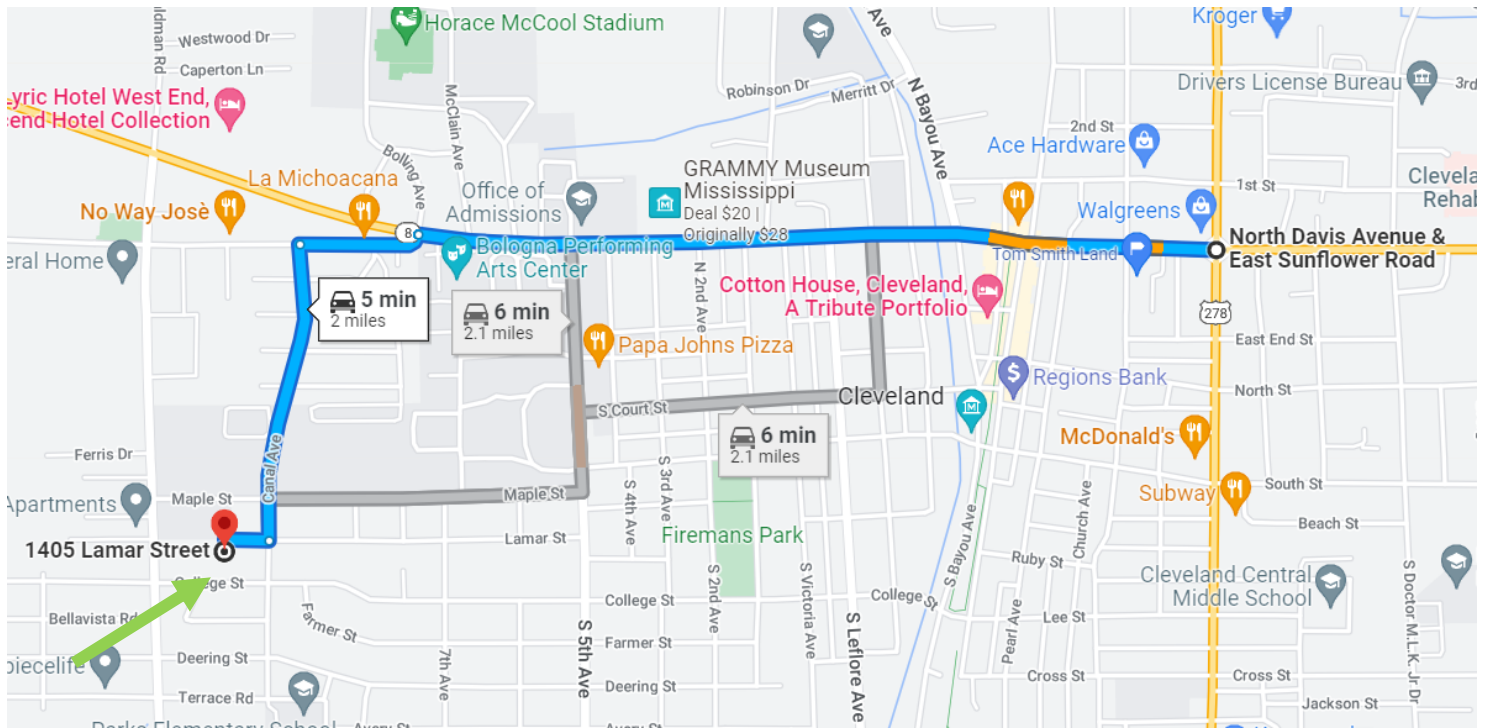 Horace McCool Stadium
Ave
Kroger
Westwood Dr
Caperton Ln
Drivers License Bureau
Lyric Hotel West End,
Hotel Collection
McClain Ave
Robinson Dr
Merritt Dr
N Bayou Ave
2nd St
Ace Hardware
Bolving Ave
La Michoacana
No Way Josè
Office of
Admissions
GRAMMY Museum
Mississippi
Deal $20 |
Originally $28
1st St
Walgreens
8
Bologna Performing
Arts Center
Tom Smith Land
North Davis Avenue &
East Sunflower Road
Home
N 2nd Ave
Cotton House, Cleveland,
A Tribute Portfolio
5 min
2 miles
6 min
2.1 miles
278
Papa Johns Pizza
East End St
Regions Bank
North St
S Court St
Cleveland
6 min
2.1 miles
McDonald's
Ferris Dr
Canal Ave
Apartments
Maple St
Maple St
S 3rd Ave
S 4th Ave
Subway
South St
Beach St
Church Ave
1405 Lamar Street
Lamar St
Firemans Park
S Bayou Ave
Ruby St
College St
S 2nd Ave
S Victoria Ave
Cleveland Central
Middle School
S Doctor M.L.K. Jr Dr
Bellavista Rd
Farmer St
College St
College St
S Leflore Ave
Pearl Ave
Lee St
S 5th Ave
Farmer St
7th Ave
Deering St
Deering St
Terrace Rd
Cross St
Cross St
Jackson St
Parks Elementary School